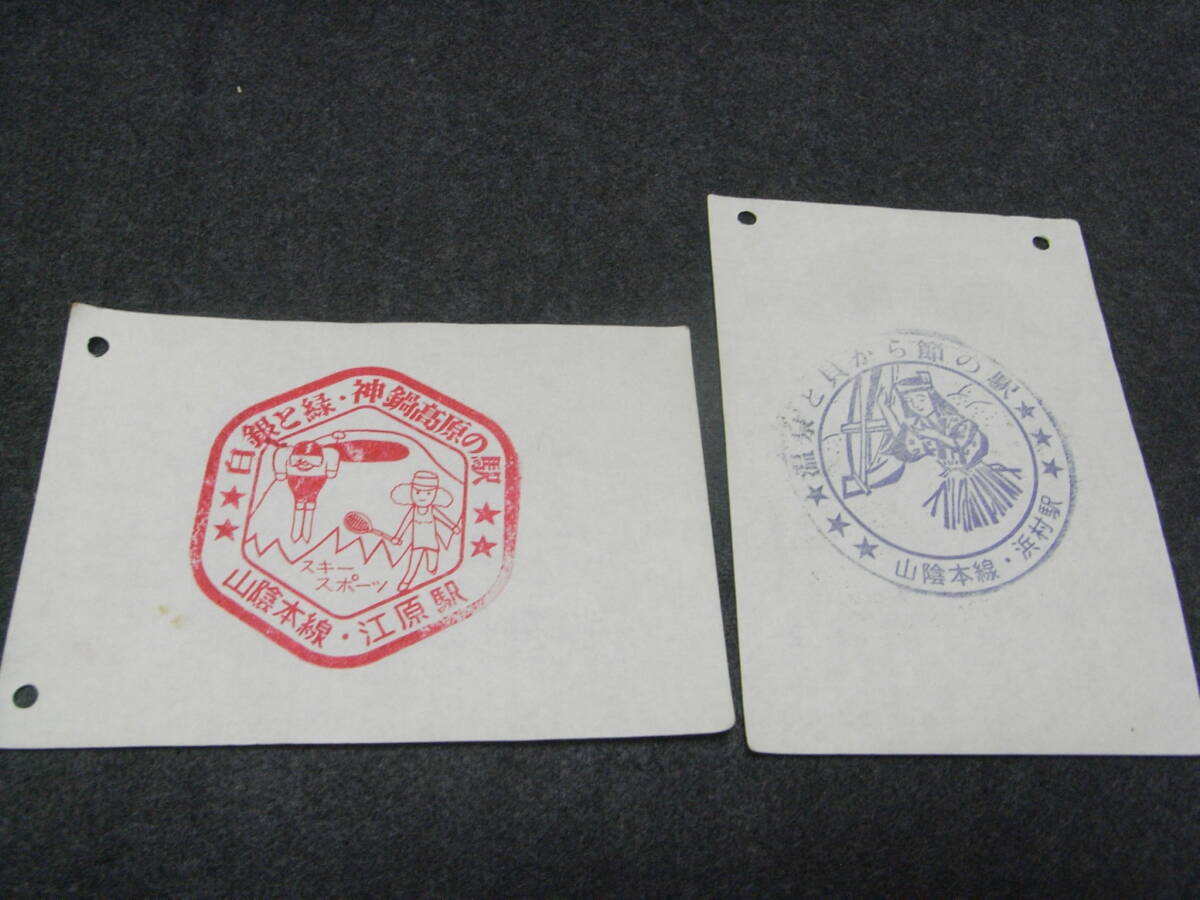 白銀と緑・神鍋高原の駅
スキー
スポーツ
山陰本線・江原駅
温泉と貝がら節の駅
山陰本線・浜村駅